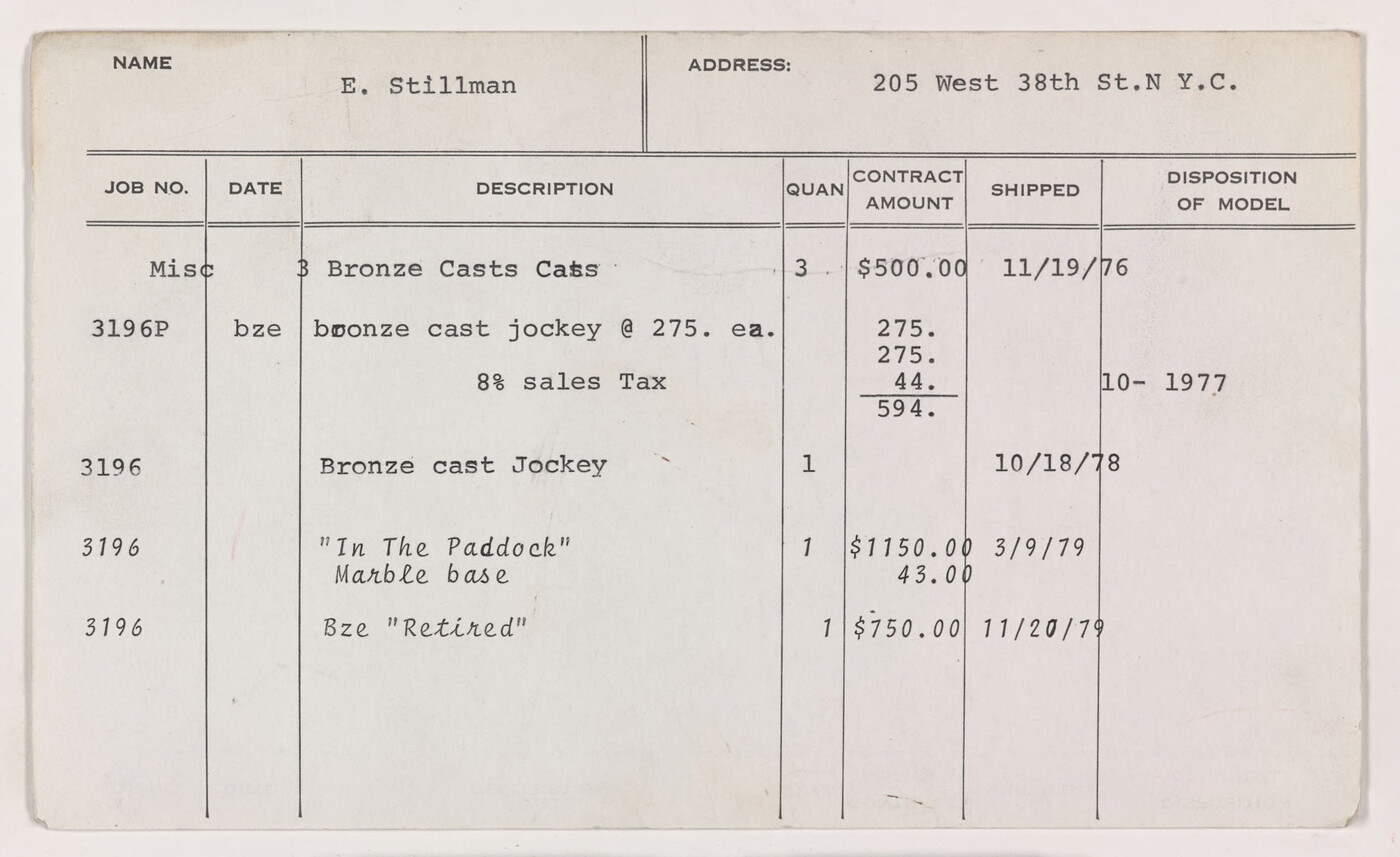 NAME E. Stillman ADDRESS: 205 West 38th St.N Y.C.
JOB NO. DATE DESCRIPTION QUAN CONTRACT AMOUNT SHIPPED DISPOSITION OF MODEL
Misc 3 Bronze Casts Cats 3 $500.00 11/19/76
3196P bze bronze cast jockey @ 275. ea. 275.
275.
8% sales Tax 44. 10- 1977
594.
3196 Bronze cast Jockey 1 10/18/78
3196 "In The Paddock" 1 $1150.00 3/9/79
Marble base 43.00
3196 Bze "Retired" 1 $750.00 11/20/79